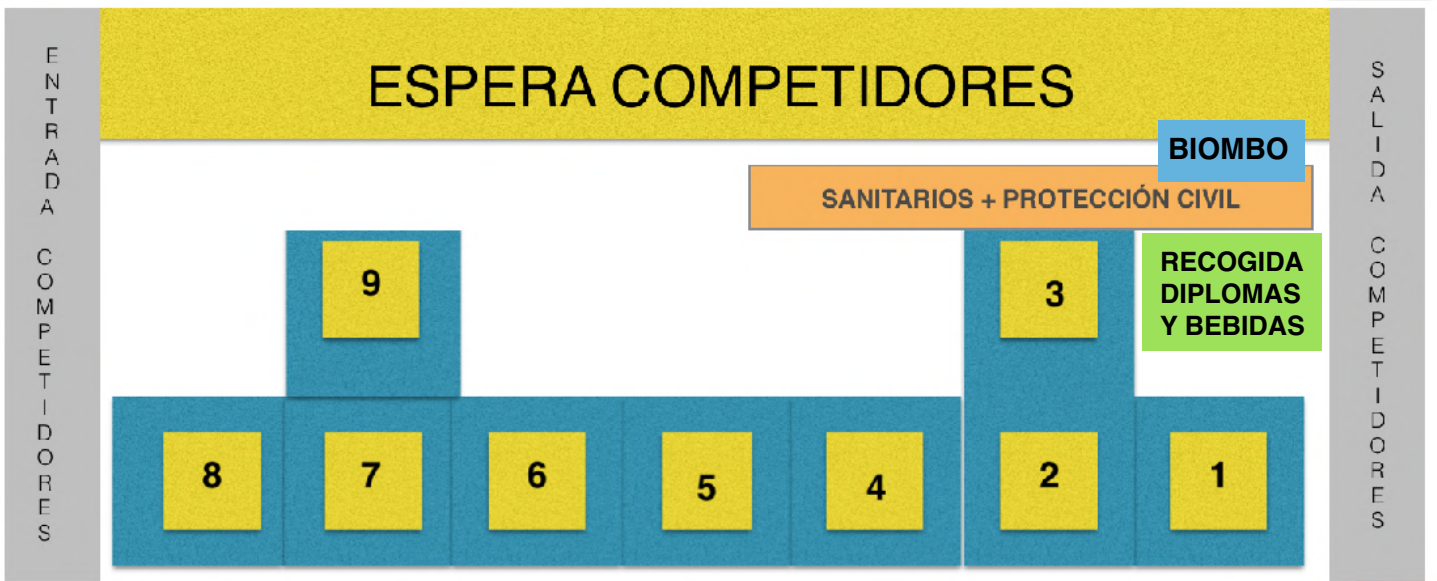 ENTRADA COMPETIDORES
ESPERA COMPETIDORES
SALIDA COMPETIDORES
BIOMBO
SANITARIOS + PROTECCIÓN CIVIL
9
3
RECOGIDA
DIPLOMAS
Y BEBIDAS
8
7
6
5
4
2
1